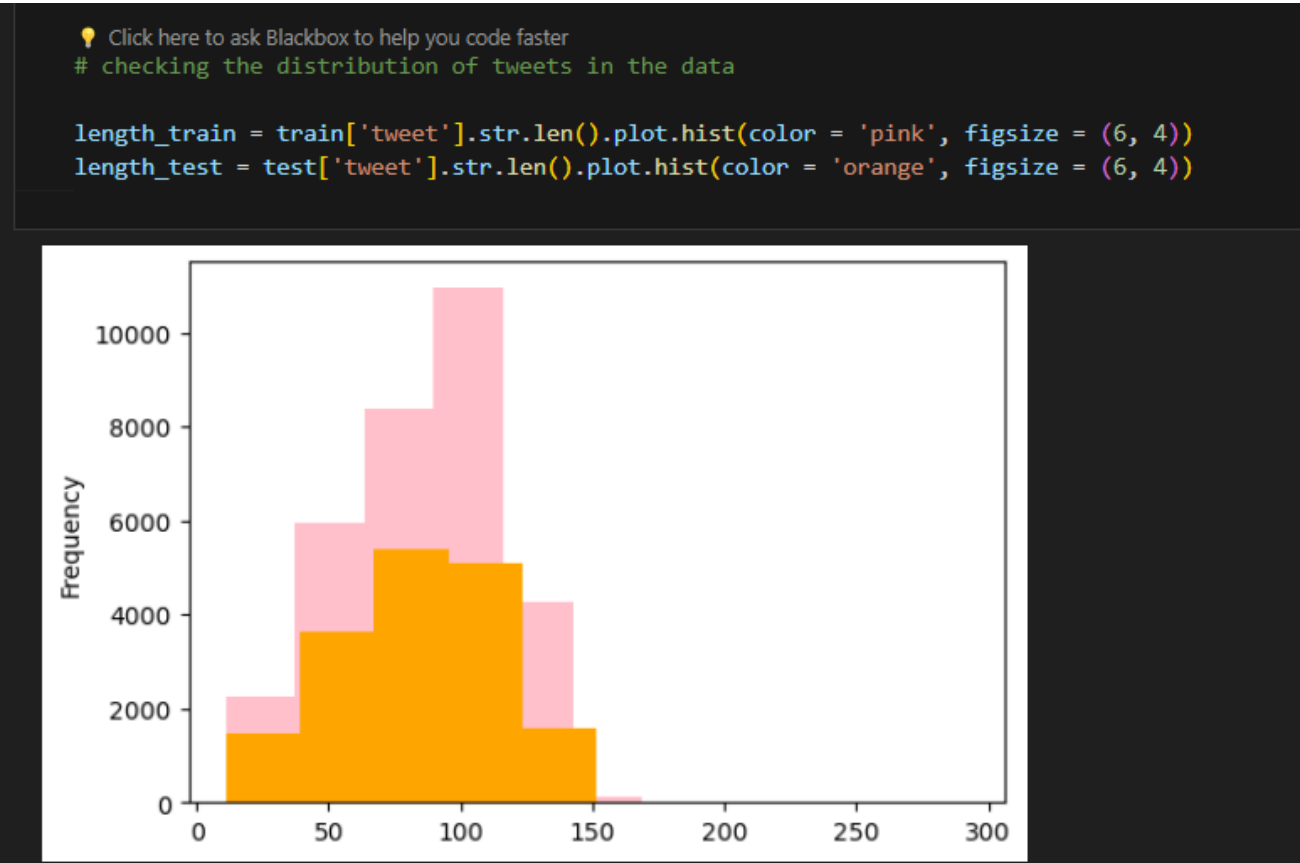 💡 Click here to ask Blackbox to help you code faster
# checking the distribution of tweets in the data
length_train = train['tweet'].str.len().plot.hist(color = 'pink', figsize = (6, 4))
length_test = test['tweet'].str.len().plot.hist(color = 'orange', figsize = (6, 4))
10000
8000
6000
4000
2000
0
Frequency
0 50 100 150 200 250 300